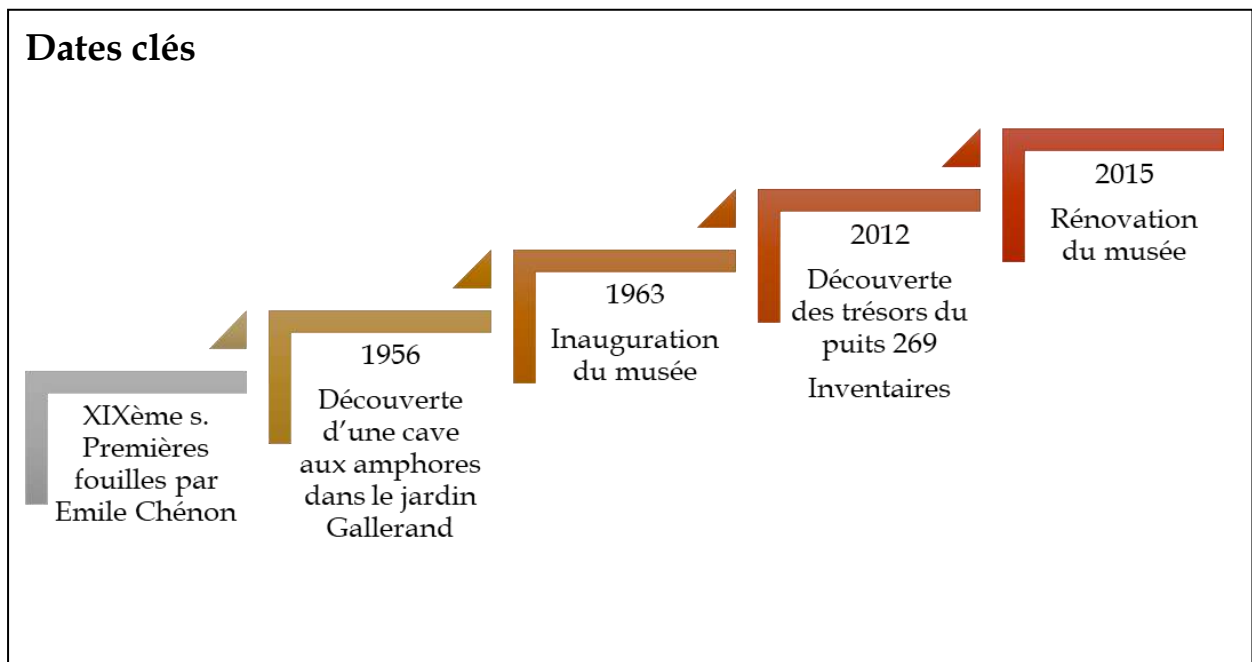 Dates clés
XIXème s.
Premières
fouilles par
Emile Chénon
1956
Découverte
d’une cave
aux amphores
dans le jardin
Gallerand
1963
Inauguration
du musée
2012
Découverte
des trésors du
puits 269
Inventaires
2015
Rénovation
du musée